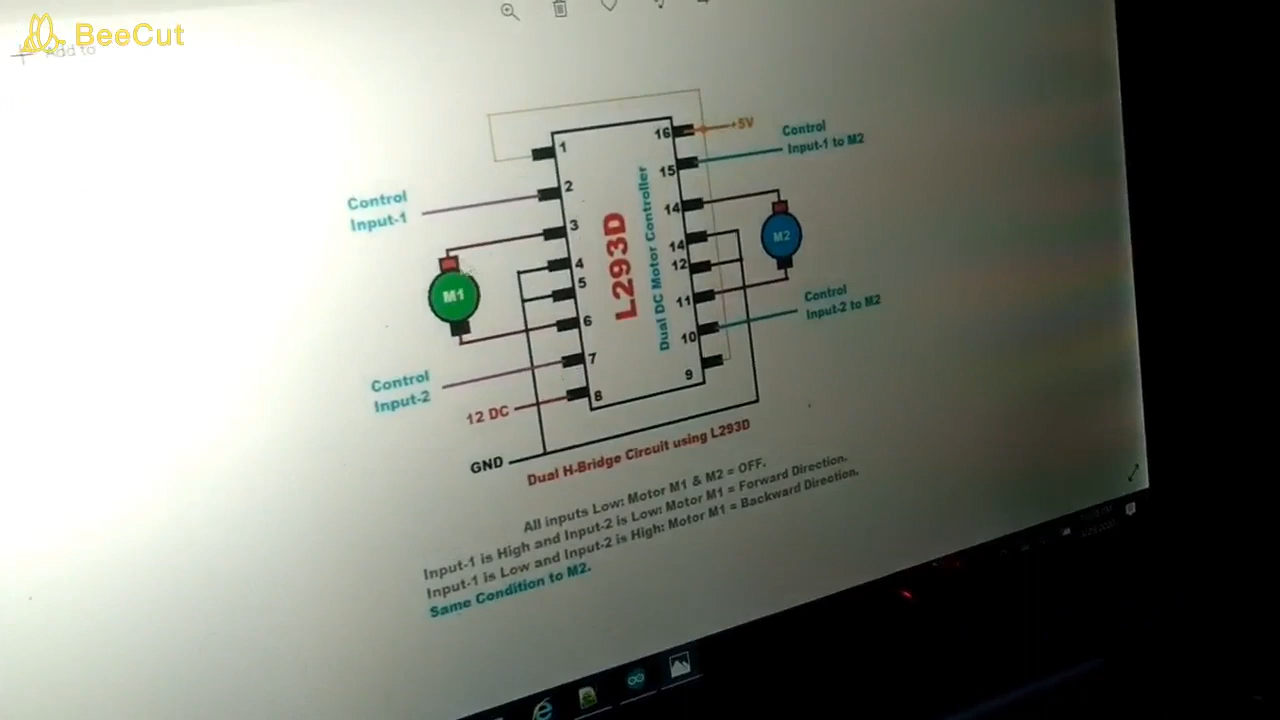 BeeCut
Add to
16
+5V
Control
Input-1 to M2
1
15
2
Control
Input-1
14
3
M2
14
4
12
5
M1
11
6
Control
Input-2 to M2
10
7
Control
Input-2
9
8
12 DC
L293D
Dual DC Motor Controller
GND
Dual H-Bridge Circuit using L293D
All inputs Low: Motor M1 & M2 = OFF.
Input-1 is High and Input-2 is Low: Motor M1 = Forward Direction.
Input-1 is Low and Input-2 is High: Motor M1 = Backward Direction.
Same Condition to M2.